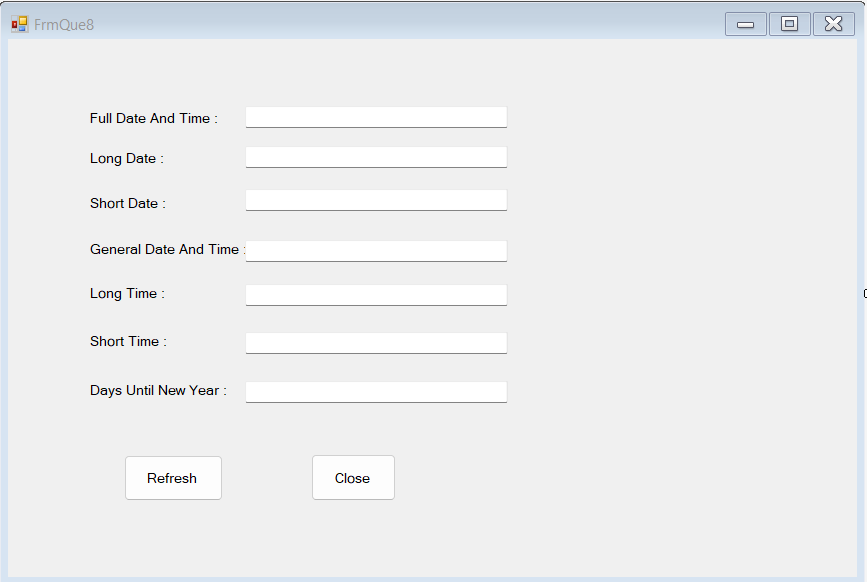 FrmQue8
Full Date And Time :
Long Date :
Short Date :
General Date And Time :
Long Time :
Short Time :
Days Until New Year :
Refresh
Close